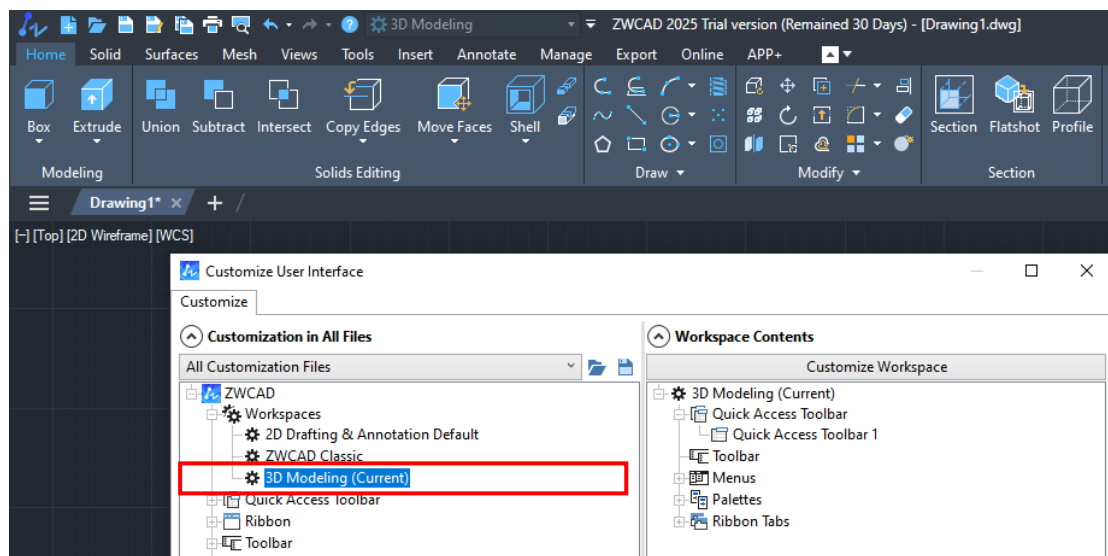 3D Modeling
ZWCAD 2025 Trial version (Remained 30 Days) - [Drawing1.dwg]
Home Solid Surfaces Mesh Views Tools Insert Annotate Manage Export Online APP+
Box Extrude Union Subtract Intersect Copy Edges Move Faces Shell Section Flatshot Profile
Modeling Solids Editing Draw Modify Section
Drawing1*
[-] [Top] [2D Wireframe] [WCS]
Customize User Interface
Customize
Customization in All Files
Workspace Contents
All Customization Files
Customize Workspace
ZWCAD
3D Modeling (Current)
Workspaces
Quick Access Toolbar
2D Drafting & Annotation Default
Quick Access Toolbar 1
ZWCAD Classic
Toolbar
3D Modeling (Current)
Menus
Quick Access Toolbar
Palettes
Ribbon
Ribbon Tabs
Toolbar